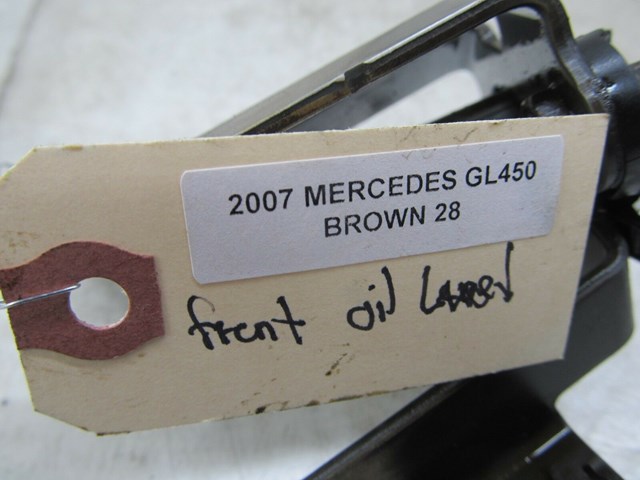 2007 MERCEDES GL450
BROWN 28
front oil